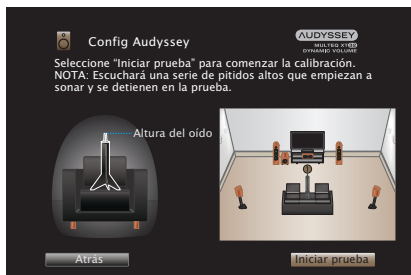 Config Audyssey
AUDYSSEY
MULTEQ XT32
DYNAMIC VOLUME
Seleccione “Iniciar prueba” para comenzar la calibración.
NOTA: Escuchará una serie de pitidos altos que empiezan a
sonar y se detienen en la prueba.
Altura del oído
Atrás
Iniciar prueba